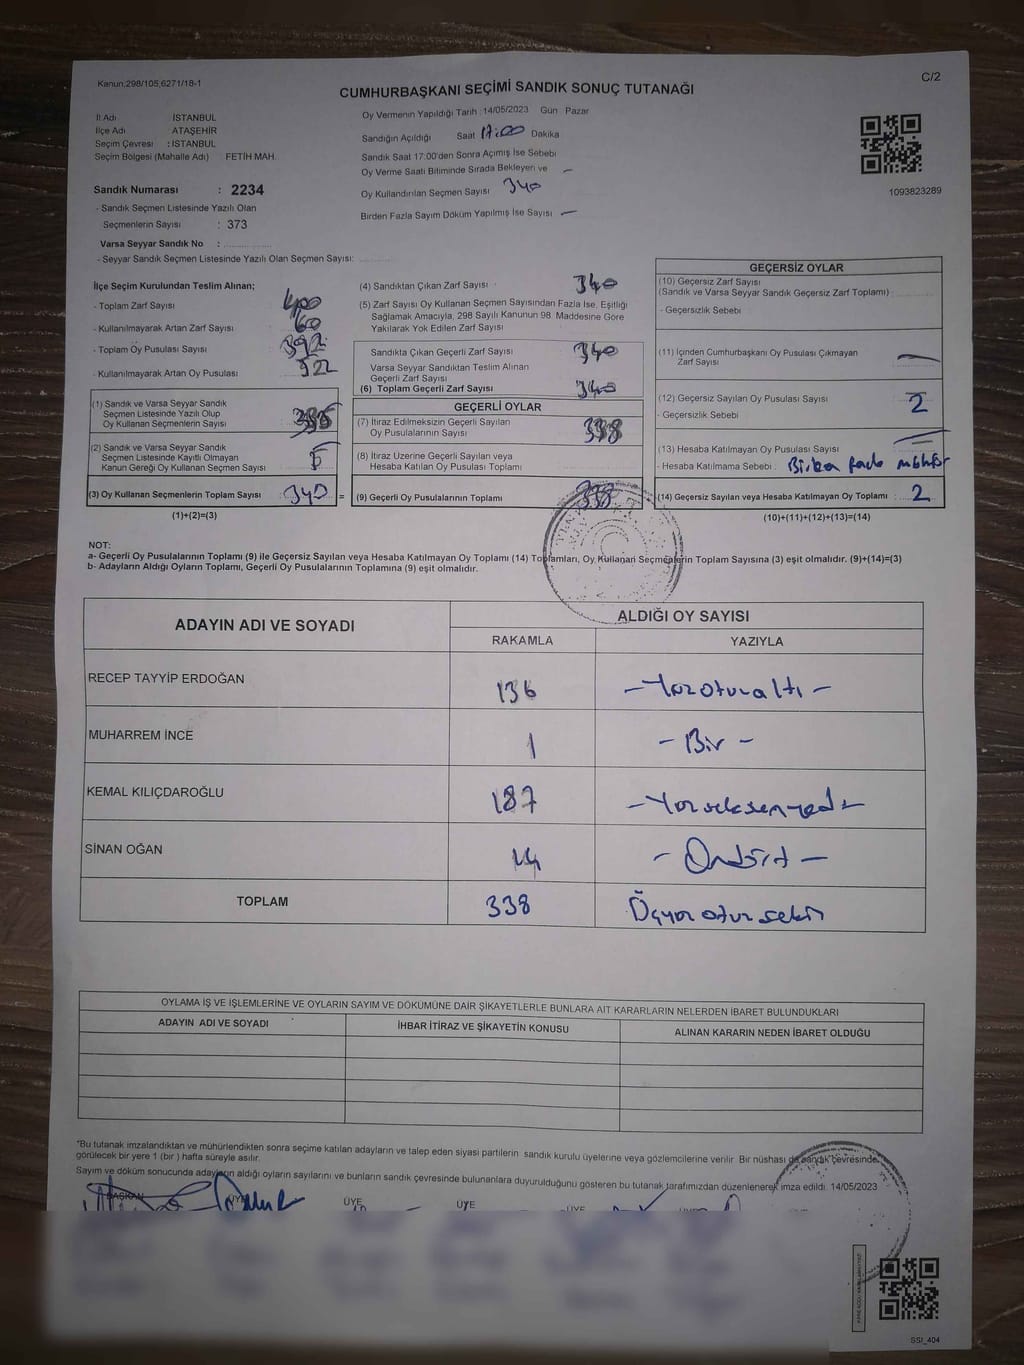 Kanun.298/105,6271/18-1
C/2
CUMHURBAŞKANI SEÇİMİ SANDIK SONUÇ TUTANAĞI
İl Adı İSTANBUL
İlçe Adı ATAŞEHİR
Seçim Çevresi : İSTANBUL
Seçim Bölgesi (Mahalle Adı) FETİH MAH.
Sandık Numarası : 2234
- Sandık Seçmen Listesinde Yazılı Olan
Seçmenlerin Sayısı : 373
Varsa Seyyar Sandık No :
- Seyyar Sandık Seçmen Listesinde Yazılı Olan Seçmen Sayısı:
Oy Vermenin Yapıldığı Tarih :14/05/2023 Gün Pazar
Sandığın Açıldığı Saat 17:00 Dakika
Sandık Saat 17:00'den Sonra Açımış İse Sebebi
Oy Verme Saati Bitiminde Sırada Bekleyen ve —
Oy Kullandırılan Seçmen Sayısı 340
Birden Fazla Sayım Döküm Yapılmış İse Sayısı —
1093823289
İlçe Seçim Kurulundan Teslim Alınan;
- Toplam Zarf Sayısı 400
- Kullanılmayarak Artan Zarf Sayısı 60
- Toplam Oy Pusulası Sayısı 392
- Kullanılmayarak Artan Oy Pusulası
(1) Sandık ve Varsa Seyyar Sandık
Seçmen Listesinde Yazılı Olup
Oy Kullanan Seçmenlerin Sayısı 335
(2) Sandık ve Varsa Seyyar Sandık
Seçmen Listesinde Kayıtlı Olmayan
Kanun Gereği Oy Kullanan Seçmen Sayısı 5
(3) Oy Kullanan Seçmenlerin Toplam Sayısı 340 =
(1)+(2)=(3)
(4) Sandıktan Çıkan Zarf Sayısı 340
(5) Zarf Sayısı Oy Kullanan Seçmen Sayısından Fazla İse, Eşitliği
Sağlamak Amacıyla, 298 Sayılı Kanunun 98 Maddesine Göre
Yakılarak Yok Edilen Zarf Sayısı
Sandıkta Çıkan Geçerli Zarf Sayısı 340
Varsa Seyyar Sandıktan Teslim Alınan
Geçerli Zarf Sayısı
(6) Toplam Geçerli Zarf Sayısı 340
GEÇERLİ OYLAR
(7) İtiraz Edilmeksizin Geçerli Sayılan
Oy Pusulalarının Sayısı 338
(8) İtiraz Üzerine Geçerli Sayılan veya
Hesaba Katılan Oy Pusulası Toplamı
(9) Geçerli Oy Pusulalarının Toplamı 338
GEÇERSİZ OYLAR
(10) Geçersiz Zarf Sayısı
(Sandık ve Varsa Seyyar Sandık Geçersiz Zarf Toplamı)
- Geçersizlik Sebebi
(11) İçinden Cumhurbaşkanı Oy Pusulası Çıkmayan
Zarf Sayısı —
(12) Geçersiz Sayılan Oy Pusulası Sayısı 2
- Geçersizlik Sebebi
(13) Hesaba Katılmayan Oy Pusulası Sayısı —
- Hesaba Katılmama Sebebi :
(14) Geçersiz Sayılan veya Hesaba Katılmayan Oy Toplamı : 2
(10)+(11)+(12)+(13)=(14)
NOT:
a- Geçerli Oy Pusulalarının Toplamı (9) ile Geçersiz Sayılan veya Hesaba Katılmayan Oy Toplamı (14) Toplamları, Oy Kullanan Seçmenlerin Toplam Sayısına (3) eşit olmalıdır. (9)+(14)=(3)
b- Adayların Aldığı Oyların Toplamı, Geçerli Oy Pusulalarının Toplamına (9) eşit olmalıdır.
ADAYIN ADI VE SOYADI ALDIĞI OY SAYISI
RAKAMLA YAZIYLA
RECEP TAYYİP ERDOĞAN 136 - Yüzotuzaltı -
MUHARREM İNCE 1 - Bir -
KEMAL KILIÇDAROĞLU 187 - Yüzseksenyedi -
SİNAN OĞAN 14 - Ondört -
TOPLAM 338 Üçyüzotuzsekiz
OYLAMA İŞ VE İŞLEMLERİNE VE OYLARIN SAYIM VE DÖKÜMÜNE DAİR ŞİKAYETLERLE BUNLARA AİT KARARLARIN NELERDEN İBARET BULUNDUKLARI
ADAYIN ADI VE SOYADI İHBAR İTİRAZ VE ŞİKAYETİN KONUSU ALINAN KARARIN NEDEN İBARET OLDUĞU
"Bu tutanak imzalandıktan ve mühürlendikten sonra seçime katılan adayların ve talep eden siyasi partilerin sandık kurulu üyelerine veya gözlemcilerine verilir. Bir nüshası da sandık çevresinde,
görülecek bir yere 1 (bir ) hafta süreyle asılır.
Sayım ve döküm sonucunda adayların aldığı oyların sayılarını ve bunların sandık çevresinde bulunanlara duyurulduğunu gösteren bu tutanak tarafımızdan düzenlenerek imza edildi. 14/05/2023
BAŞKAN ÜYE ÜYE ÜYE ÜYE
SSİ_404